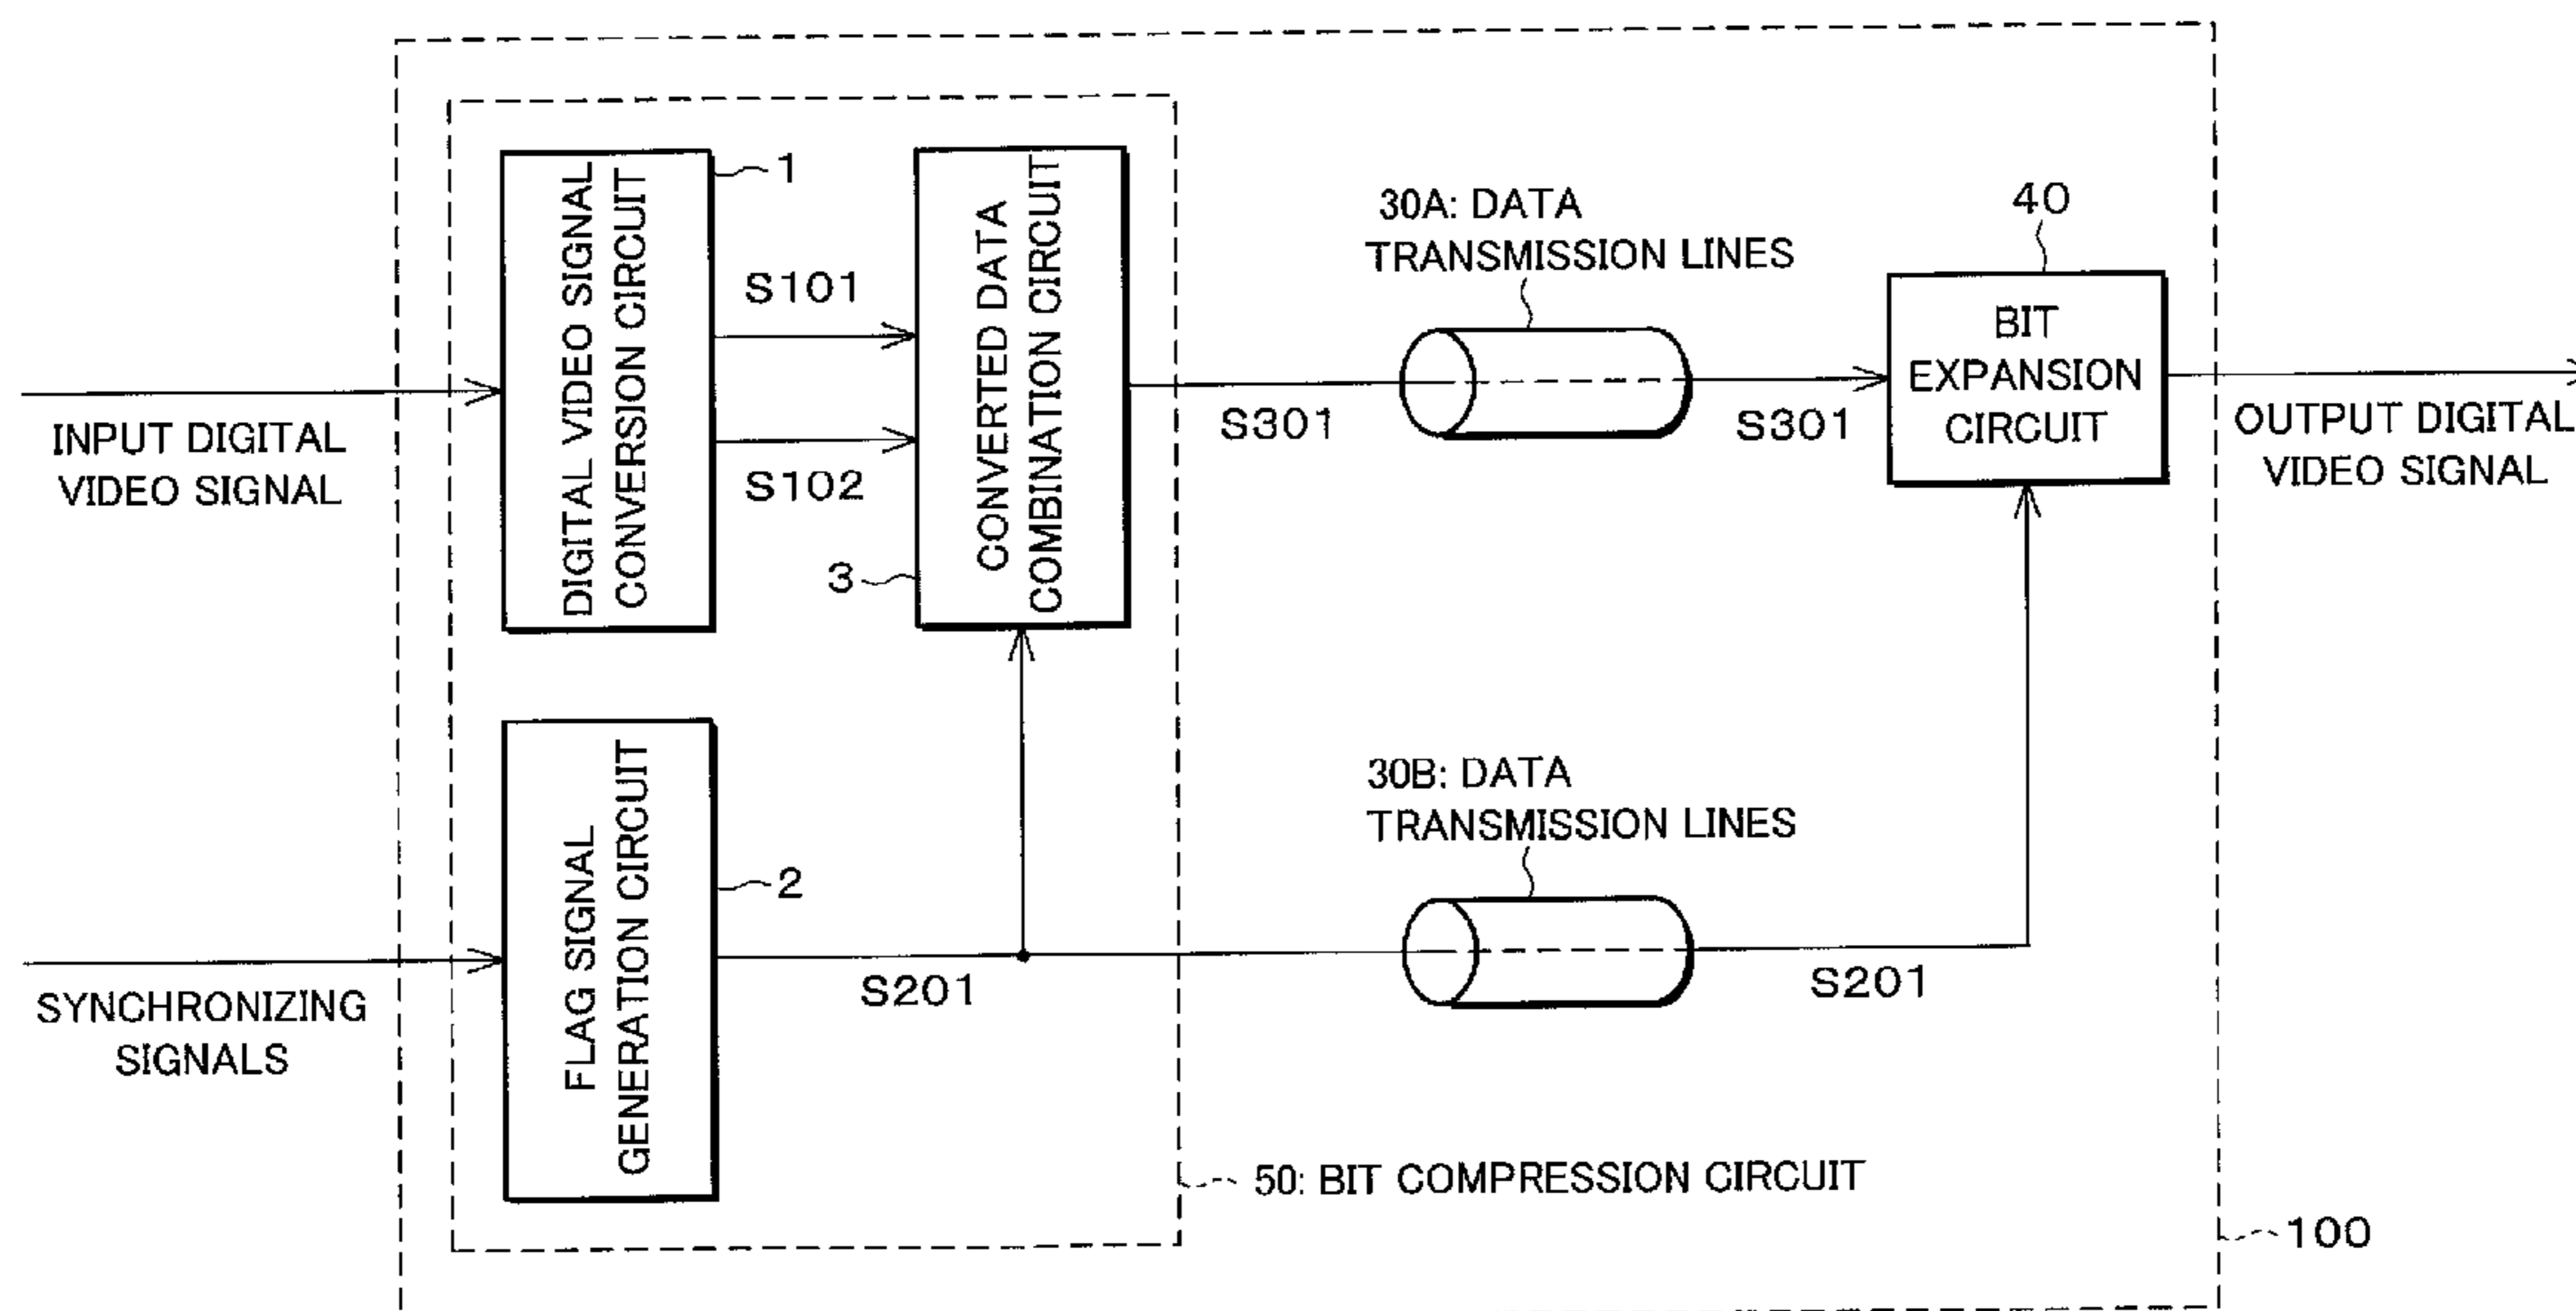 DIGITAL VIDEO SIGNAL
CONVERSION CIRCUIT
1
S101
S102
CONVERTED DATA
COMBINATION CIRCUIT
3
30A: DATA
TRANSMISSION LINES
40
BIT
EXPANSION
CIRCUIT
INPUT DIGITAL
VIDEO SIGNAL
S301
S301
OUTPUT DIGITAL
VIDEO SIGNAL
FLAG SIGNAL
GENERATION CIRCUIT
2
30B: DATA
TRANSMISSION LINES
SYNCHRONIZING
SIGNALS
S201
S201
50: BIT COMPRESSION CIRCUIT
100